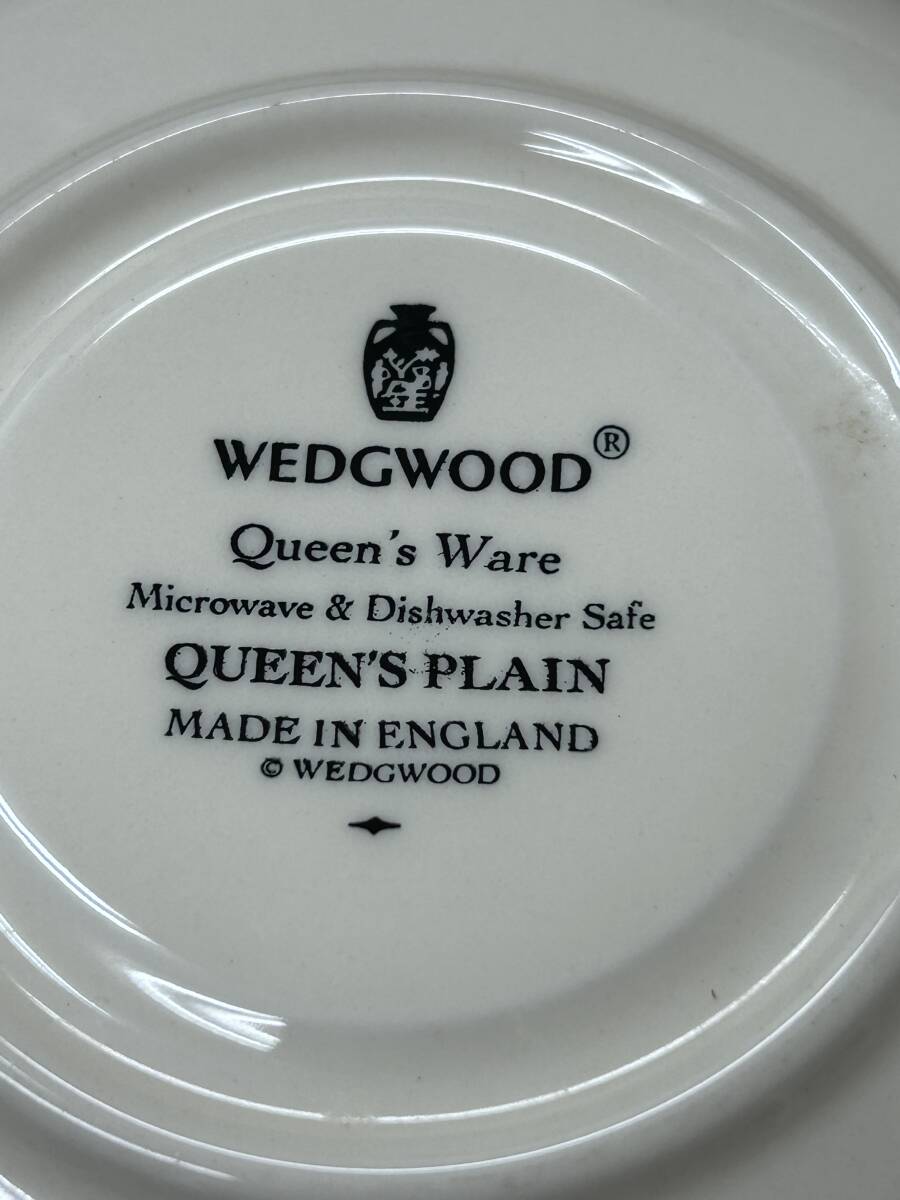 WEDGWOOD®
Queen's Ware
Microwave & Dishwasher Safe
QUEEN'S PLAIN
MADE IN ENGLAND
© WEDGWOOD